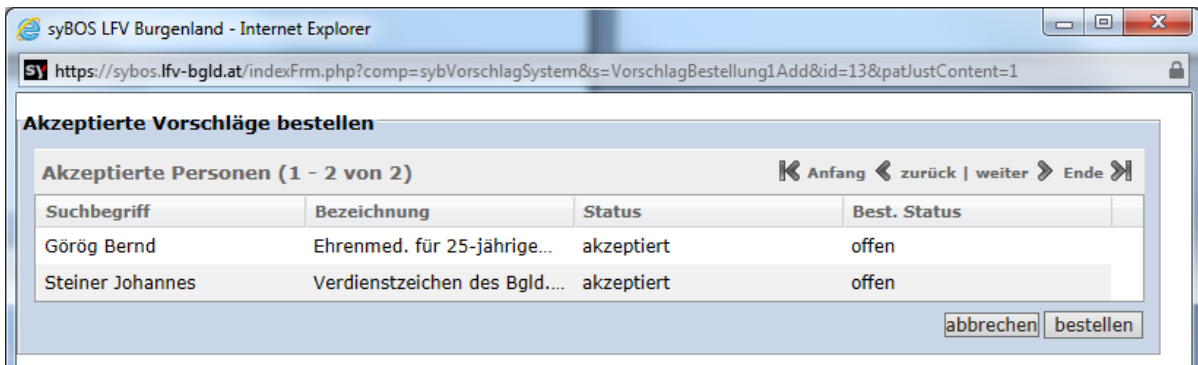 syBOS LFV Burgenland - Internet Explorer
sy https://sybos.lfv-bgld.at/indexFrm.php?comp=sybVorschlagSystem&s=VorschlagBestellung1Add&id=13&patJustContent=1
Akzeptierte Vorschläge bestellen
Akzeptierte Personen (1 - 2 von 2) Anfang zurück | weiter Ende
Suchbegriff Bezeichnung Status Best. Status
Görög Bernd Ehrenmed. für 25-jährige... akzeptiert offen
Steiner Johannes Verdienstzeichen des Bgld.... akzeptiert offen
abbrechen bestellen